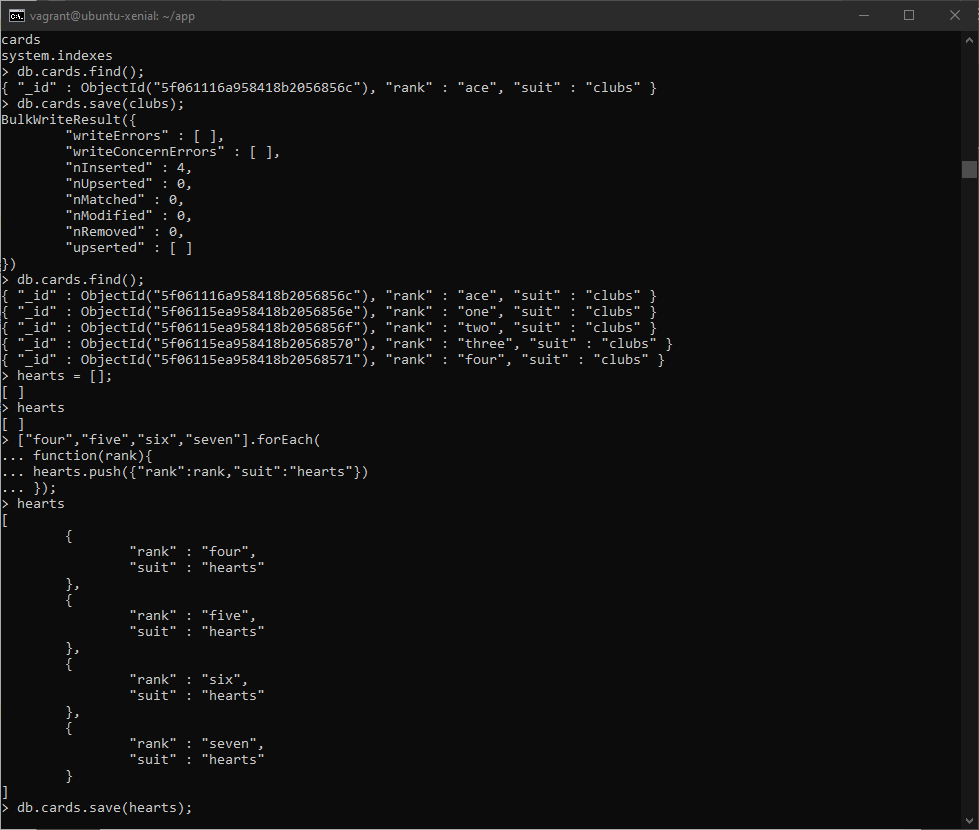 vagrant@ubuntu-xenial: ~/app
cards
system.indexes
> db.cards.find();
{ "_id" : ObjectId("5f061116a958418b2056856c"), "rank" : "ace", "suit" : "clubs" }
> db.cards.save(clubs);
BulkWriteResult({
        "writeErrors" : [ ],
        "writeConcernErrors" : [ ],
        "nInserted" : 4,
        "nUpserted" : 0,
        "nMatched" : 0,
        "nModified" : 0,
        "nRemoved" : 0,
        "upserted" : [ ]
})
> db.cards.find();
{ "_id" : ObjectId("5f061116a958418b2056856c"), "rank" : "ace", "suit" : "clubs" }
{ "_id" : ObjectId("5f06115ea958418b2056856e"), "rank" : "one", "suit" : "clubs" }
{ "_id" : ObjectId("5f06115ea958418b2056856f"), "rank" : "two", "suit" : "clubs" }
{ "_id" : ObjectId("5f06115ea958418b20568570"), "rank" : "three", "suit" : "clubs" }
{ "_id" : ObjectId("5f06115ea958418b20568571"), "rank" : "four", "suit" : "clubs" }
> hearts = [];
[ ]
> hearts
[ ]
> ["four","five","six","seven"].forEach(
... function(rank){
... hearts.push({"rank":rank,"suit":"hearts"})
... });
> hearts
[
        {
                "rank" : "four",
                "suit" : "hearts"
        },
        {
                "rank" : "five",
                "suit" : "hearts"
        },
        {
                "rank" : "six",
                "suit" : "hearts"
        },
        {
                "rank" : "seven",
                "suit" : "hearts"
        }
]
> db.cards.save(hearts);